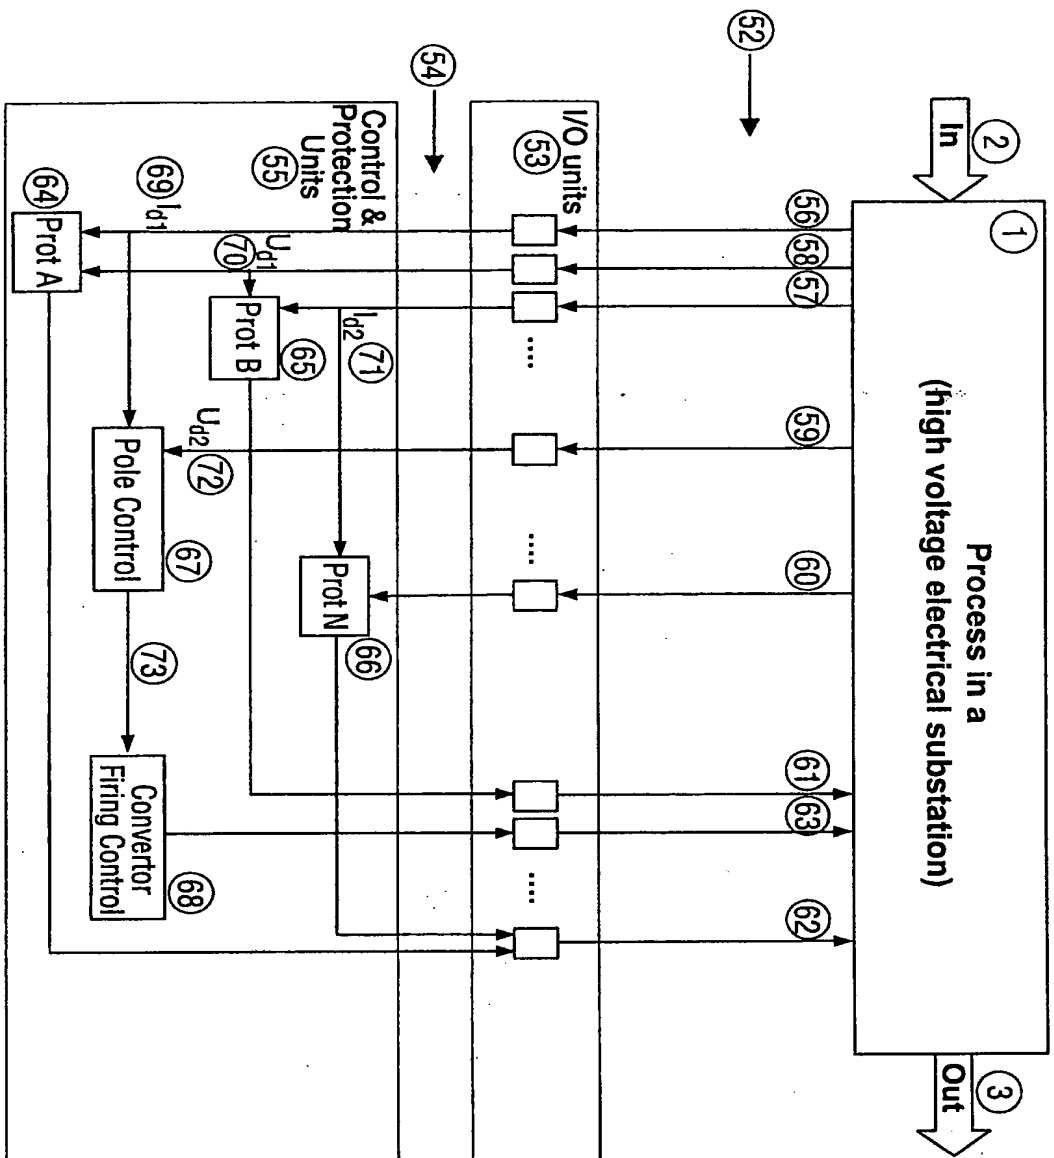 2
In
1
Process in a
(high voltage electrical substation)
3
Out
52
56
58
57
59
60
61
63
62
I/O units
53
....
....
....
54
Control &
Protection
Units
55
Id1
69
Ud1
70
Id2
71
Ud2
72
Prot A
64
Prot B
65
Prot N
66
Pole Control
67
73
Convertor
Firing Control
68